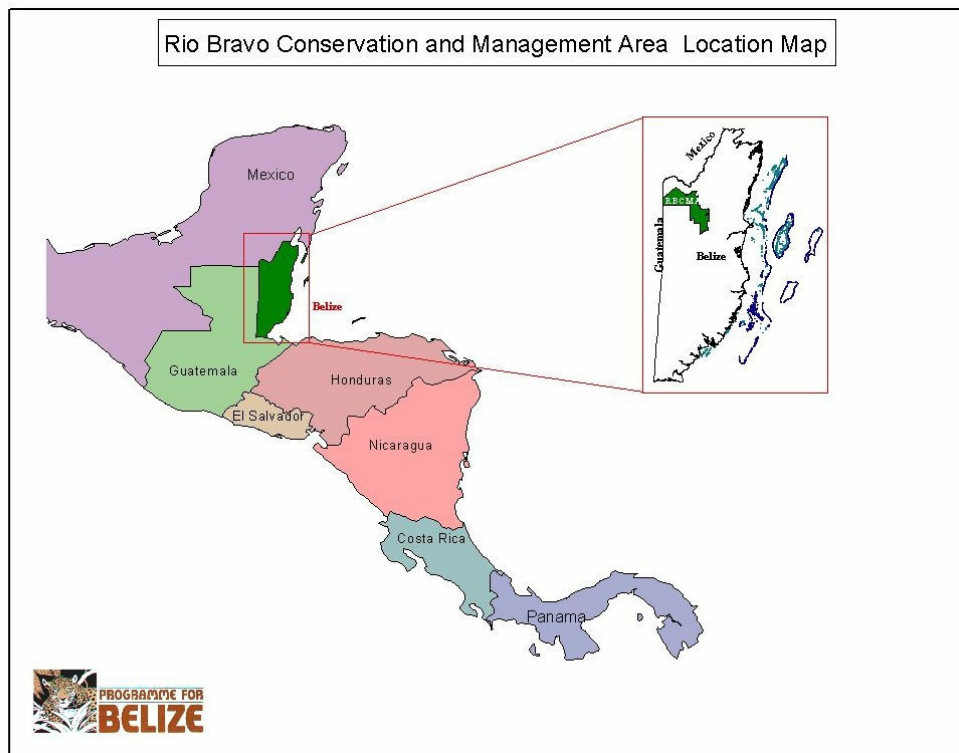 Rio Bravo Conservation and Management Area Location Map
Mexico
Mexico
RBCMA
Guatemala
Belize
Belize
Guatemala
Honduras
El Salvador
Nicaragua
Costa Rica
Panama
PROGRAMME FOR
BELIZE